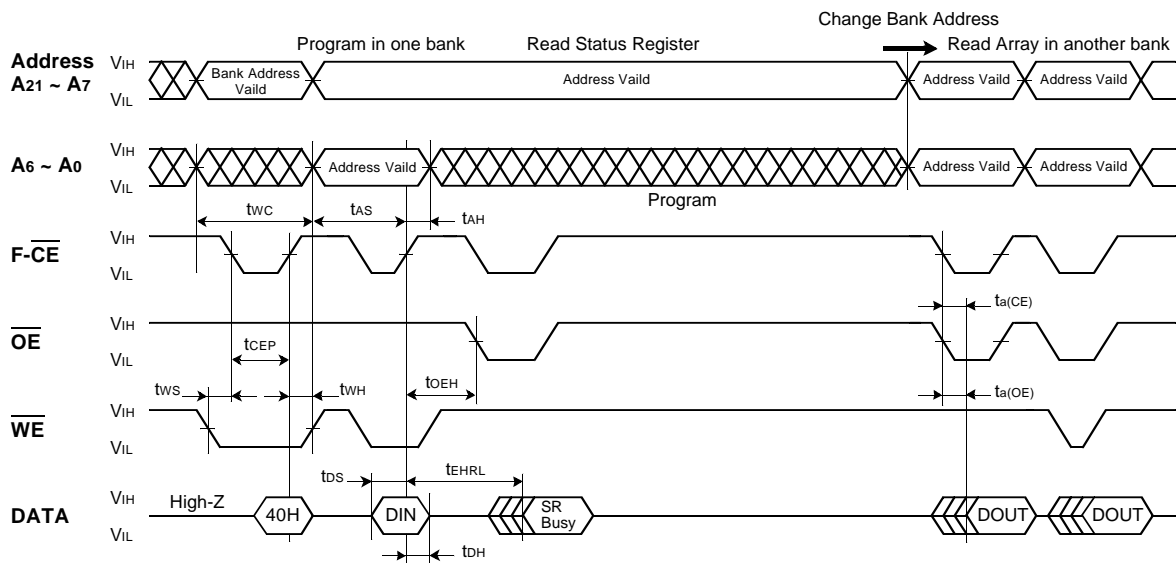 Change Bank Address
Program in one bank
Read Status Register
Read Array in another bank
Address
A21 ~ A7
VIH
VIL
Bank Address
Vaild
Address Vaild
Address Vaild
Address Vaild
A6 ~ A0
VIH
VIL
Address Vaild
Address Vaild
Address Vaild
Program
tWC
tAS
tAH
F-CE
VIH
VIL
ta(CE)
OE
VIH
VIL
tCEP
tOEH
ta(OE)
tWS
tWH
WE
VIH
VIL
tDS
tEHRL
DATA
VIH
VIL
High-Z
40H
DIN
SR
Busy
DOUT
DOUT
tDH